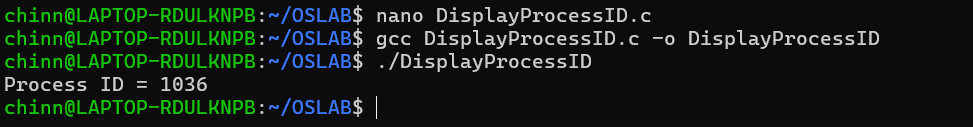 chinn@LAPTOP-RDULKNPB:~/OSLAB$ nano DisplayProcessID.c
chinn@LAPTOP-RDULKNPB:~/OSLAB$ gcc DisplayProcessID.c -o DisplayProcessID
chinn@LAPTOP-RDULKNPB:~/OSLAB$ ./DisplayProcessID
Process ID = 1036
chinn@LAPTOP-RDULKNPB:~/OSLAB$